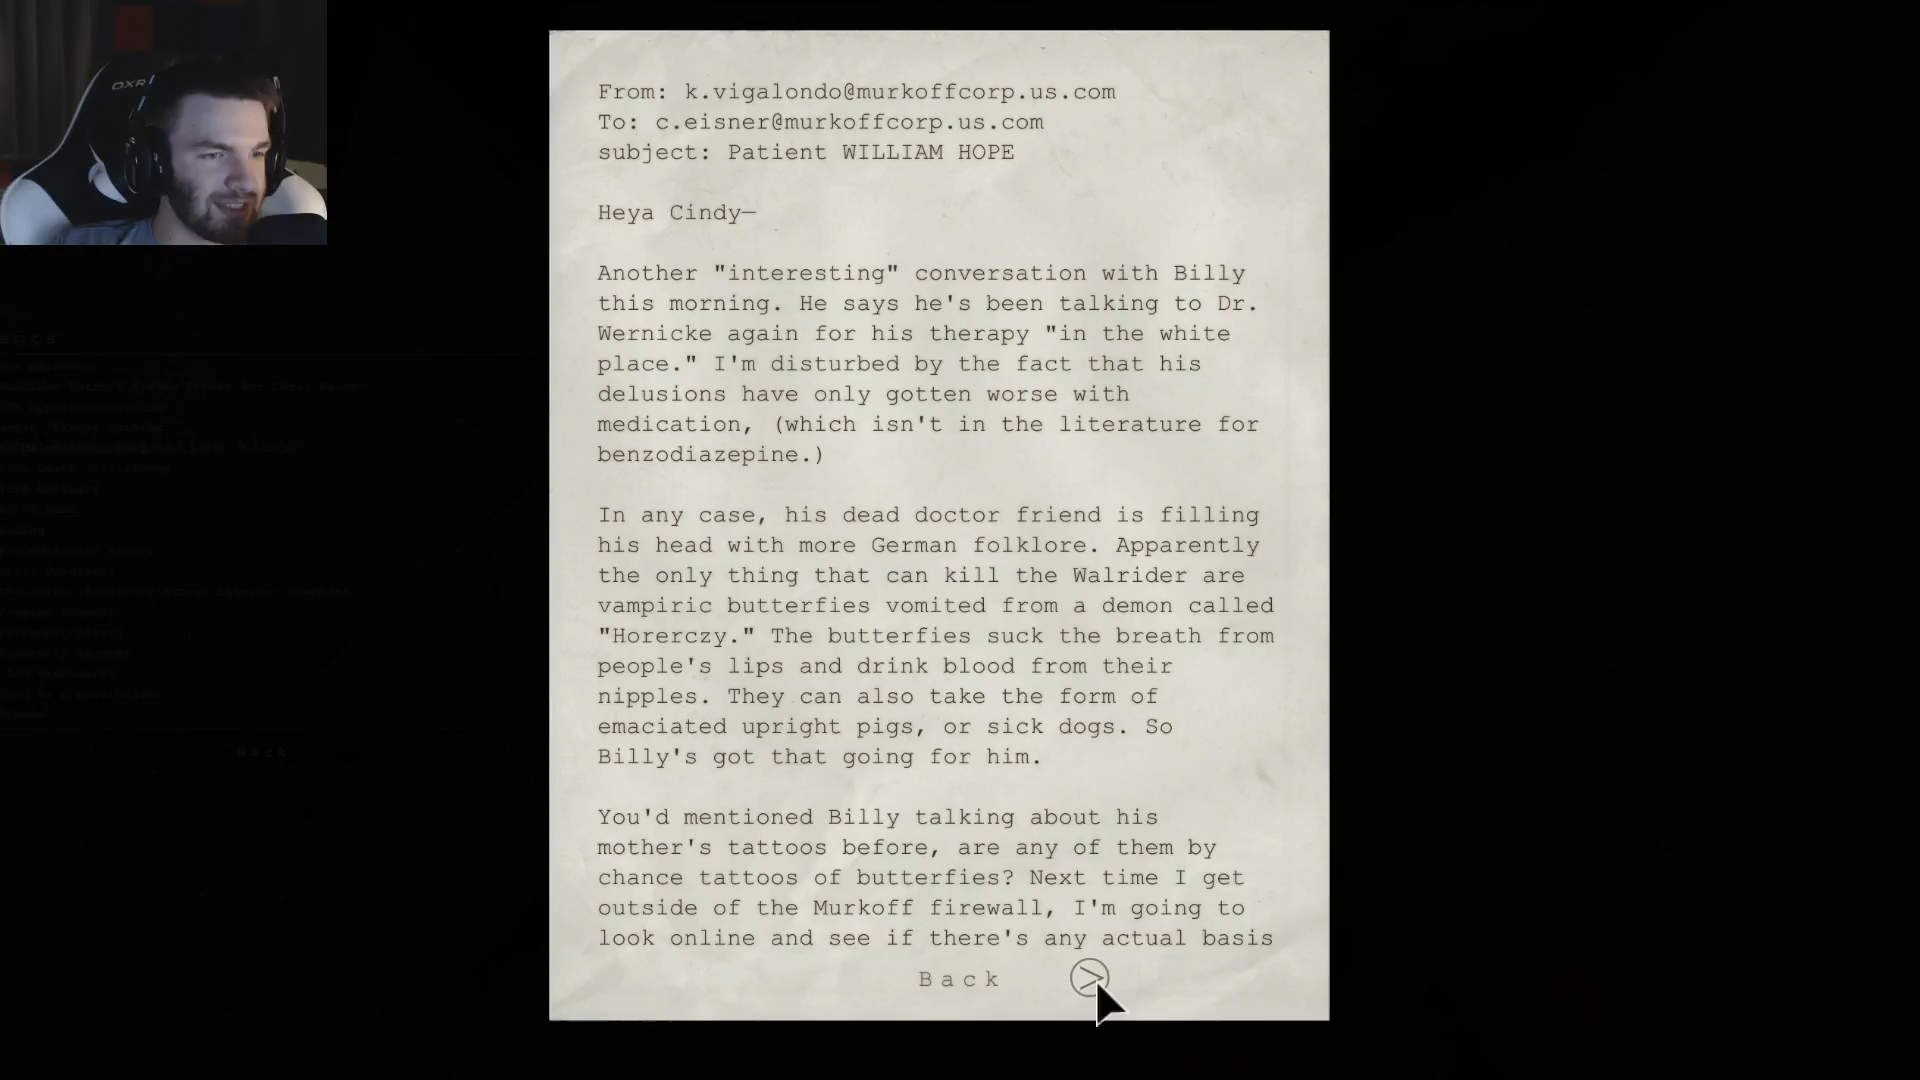 DXR
From: k.vigalondo@murkoffcorp.us.com
To: c.eisner@murkoffcorp.us.com
subject: Patient WILLIAM HOPE
Heya Cindy—
Another "interesting" conversation with Billy
this morning. He says he's been talking to Dr.
Wernicke again for his therapy "in the white
place." I'm disturbed by the fact that his
delusions have only gotten worse with
medication, (which isn't in the literature for
benzodiazepine.)
In any case, his dead doctor friend is filling
his head with more German folklore. Apparently
the only thing that can kill the Walrider are
vampiric butterfies vomited from a demon called
"Horerczy." The butterfies suck the breath from
people's lips and drink blood from their
nipples. They can also take the form of
emaciated upright pigs, or sick dogs. So
Billy's got that going for him.
You'd mentioned Billy talking about his
mother's tattoos before, are any of them by
chance tattoos of butterfies? Next time I get
outside of the Murkoff firewall, I'm going to
look online and see if there's any actual basis
Back >
Back